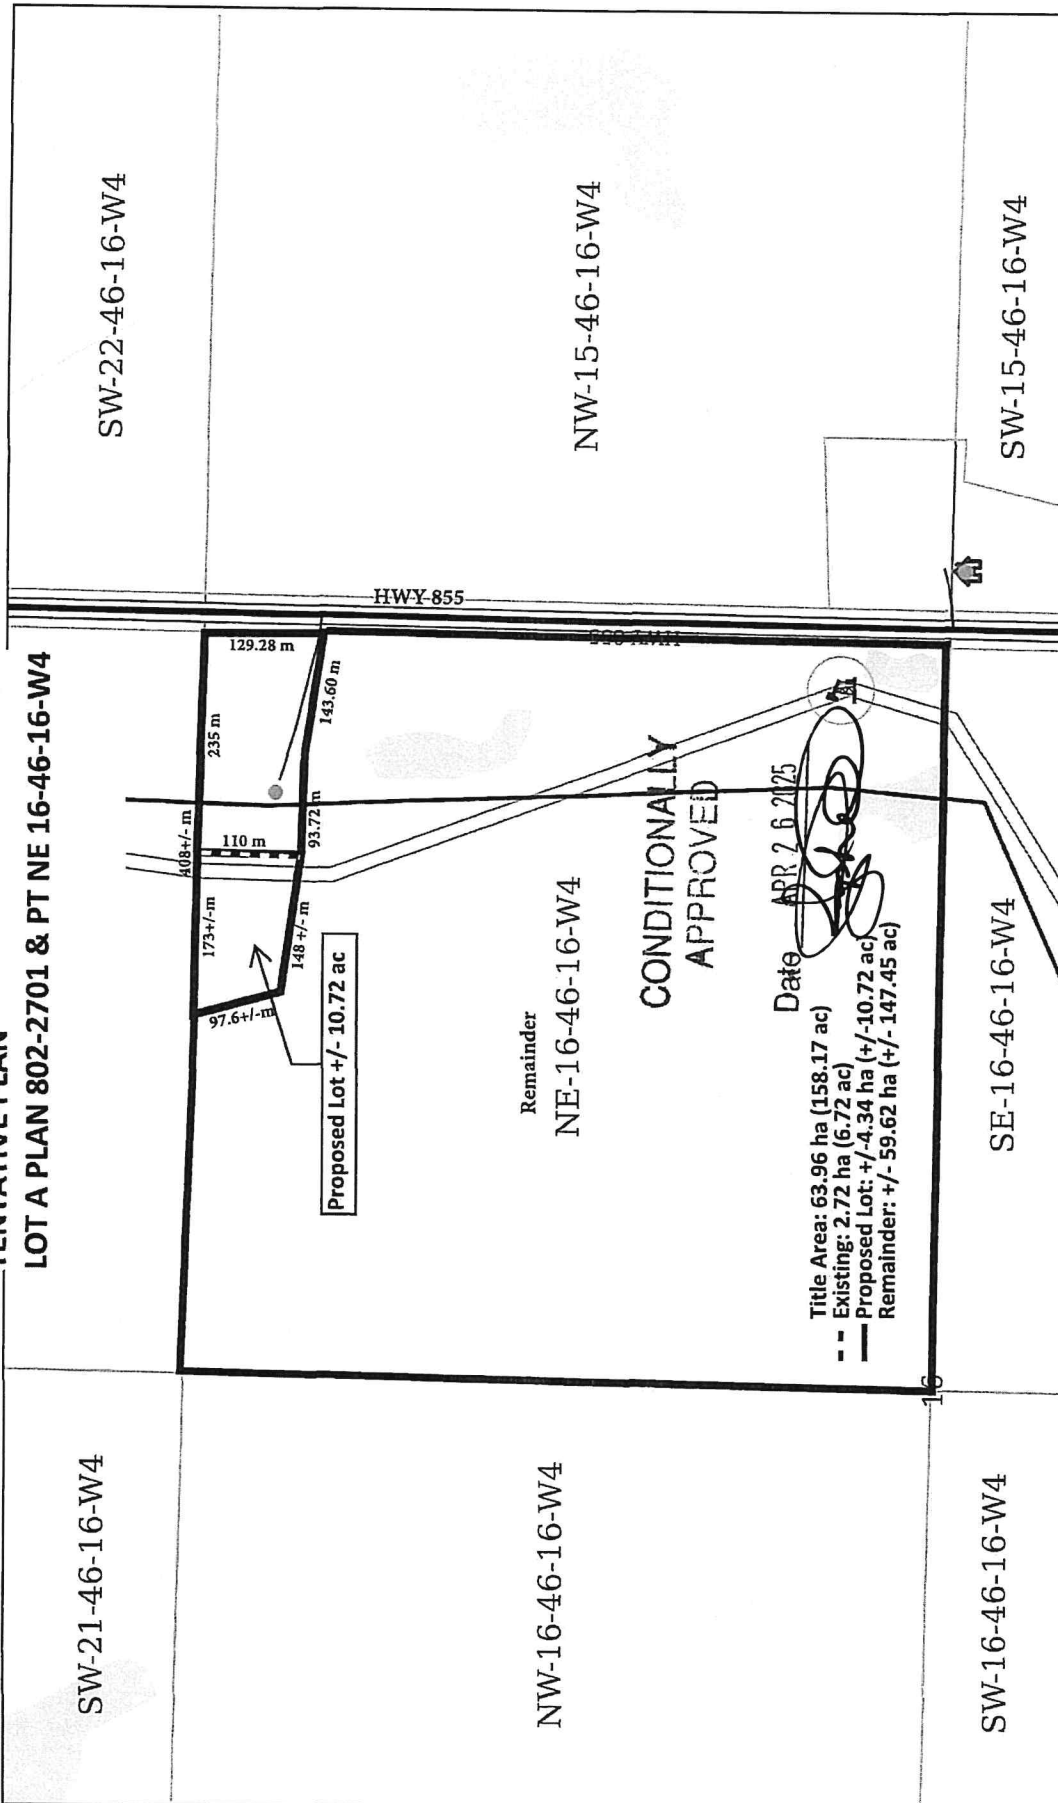 TENTATIVE PLAN
LOT A PLAN 802-2701 & PT NE 16-46-16-W4
SW-21-46-16-W4
SW-22-46-16-W4
HWY 855
HWY 855
129.28 m
235 m
408+/- m
173+/-m
97.6+/-m
110 m
143.60 m
93.72 m
148 +/- m
Proposed Lot +/- 10.72 ac
Remainder
NE-16-46-16-W4
NW-16-46-16-W4
NW-15-46-16-W4
CONDITIONALLY
APPROVED
Date APR 26 2025
Title Area: 63.96 ha (158.17 ac)
Existing: 2.72 ha (6.72 ac)
Proposed Lot: +/-4.34 ha (+/-10.72 ac)
Remainder: +/- 59.62 ha (+/- 147.45 ac)
16
SW-16-46-16-W4
SE-16-46-16-W4
SW-15-46-16-W4